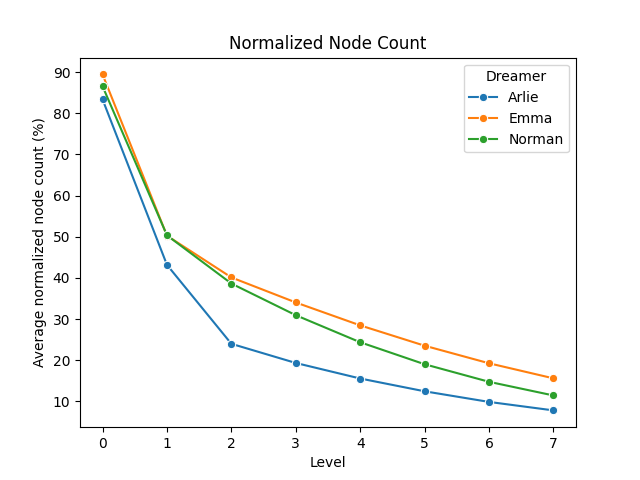 Normalized Node Count
Dreamer
Arlie
Emma
Norman
Average normalized node count (%)
90
80
70
60
50
40
30
20
10
0 1 2 3 4 5 6 7
Level